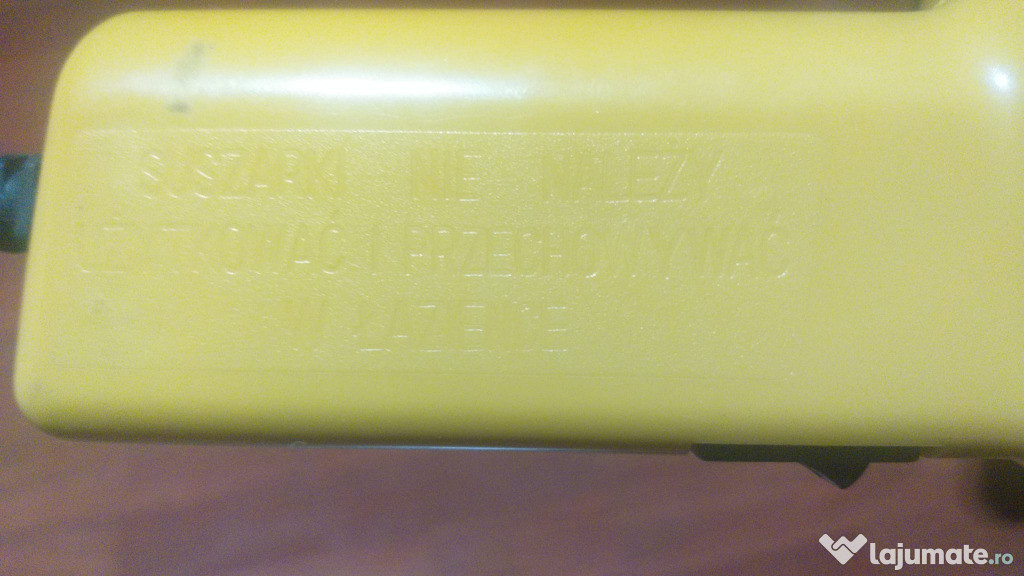 SUSZARKI NIE NALEŻY
UŻYTKOWAĆ I PRZECHOWYWAĆ
W ŁAZIENCE
lajumate.ro